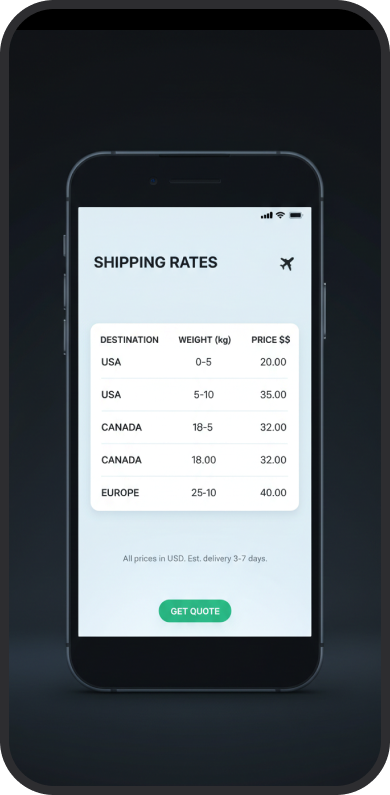 SHIPPING RATES
DESTINATION WEIGHT (kg) PRICE $$
USA 0-5 20.00
USA 5-10 35.00
CANADA 18-5 32.00
CANADA 18.00 32.00
EUROPE 25-10 40.00
All prices in USD. Est. delivery 3-7 days.
GET QUOTE